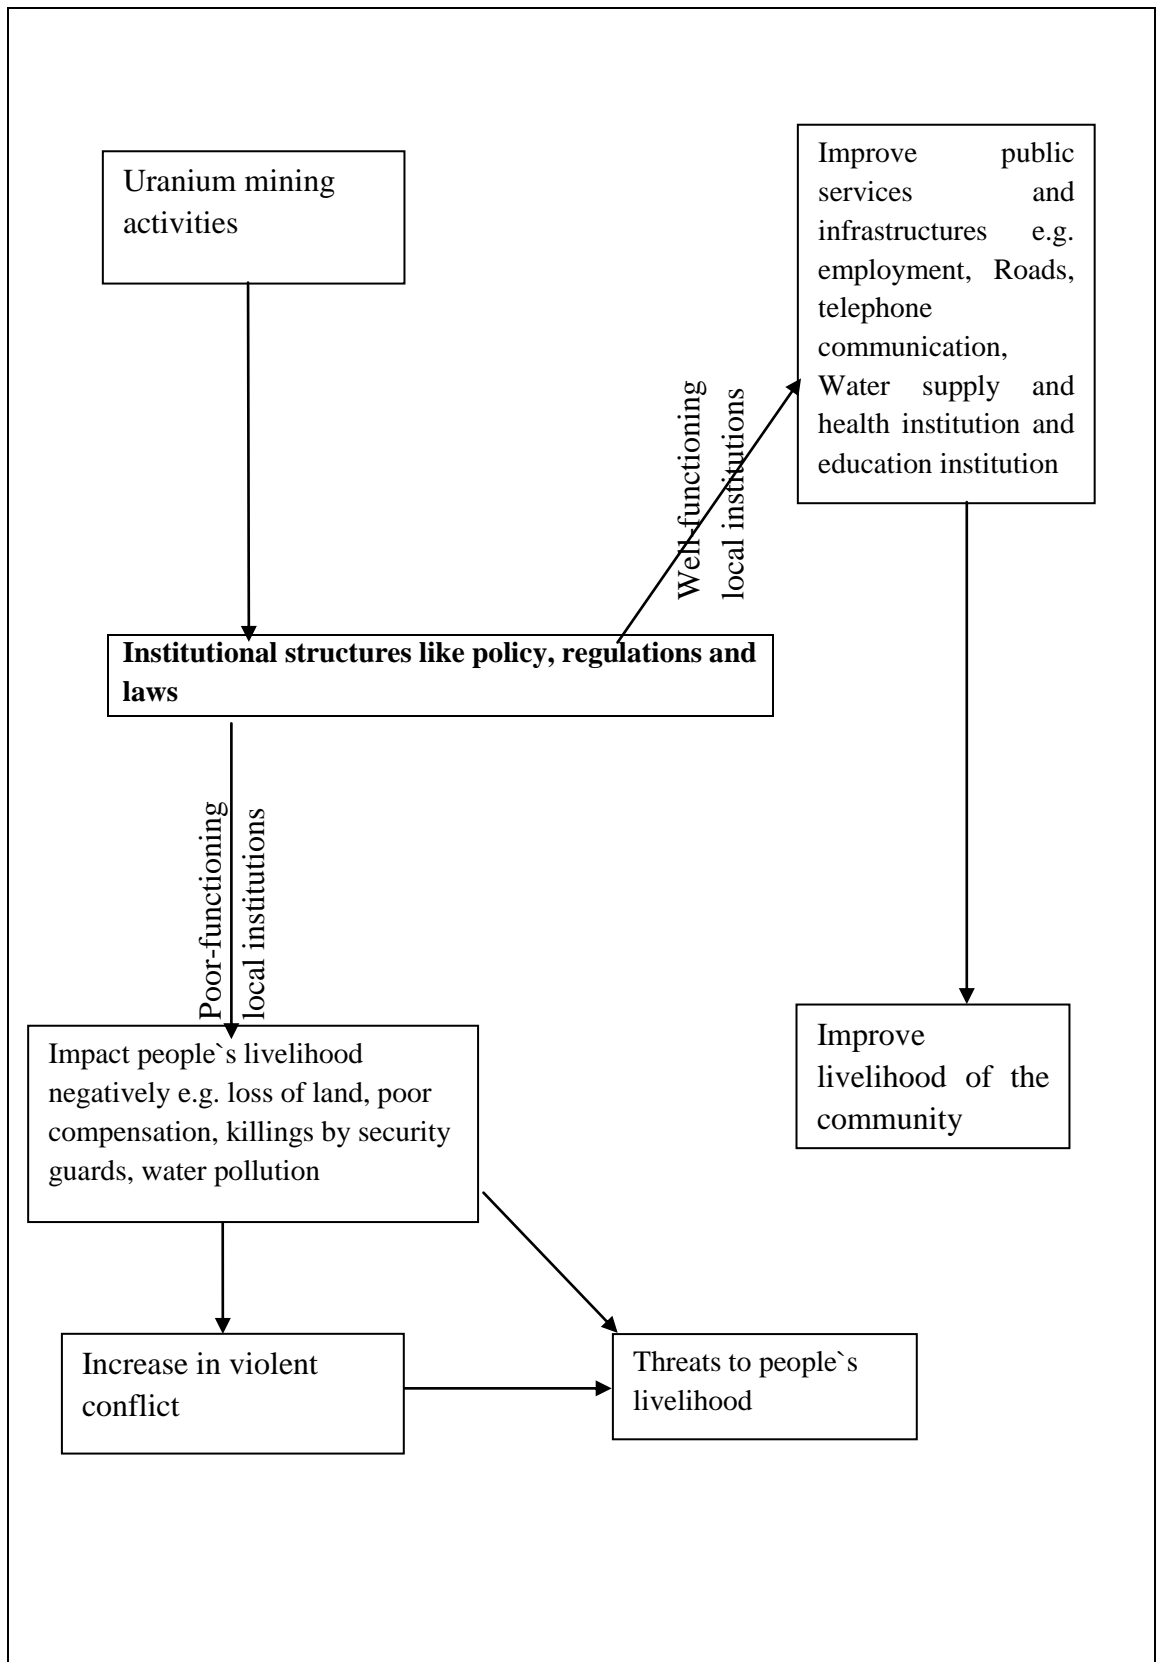 Uranium mining
activities
Improve public
services and
infrastructures e.g.
employment, Roads,
telephone
communication,
Water supply and
health institution and
education institution
Well-functioning
local institutions
Institutional structures like policy, regulations and
laws
Poor-functioning
local institutions
Impact people`s livelihood
negatively e.g. loss of land, poor
compensation, killings by security
guards, water pollution
Improve
livelihood of the
community
Increase in violent
conflict
Threats to people`s
livelihood